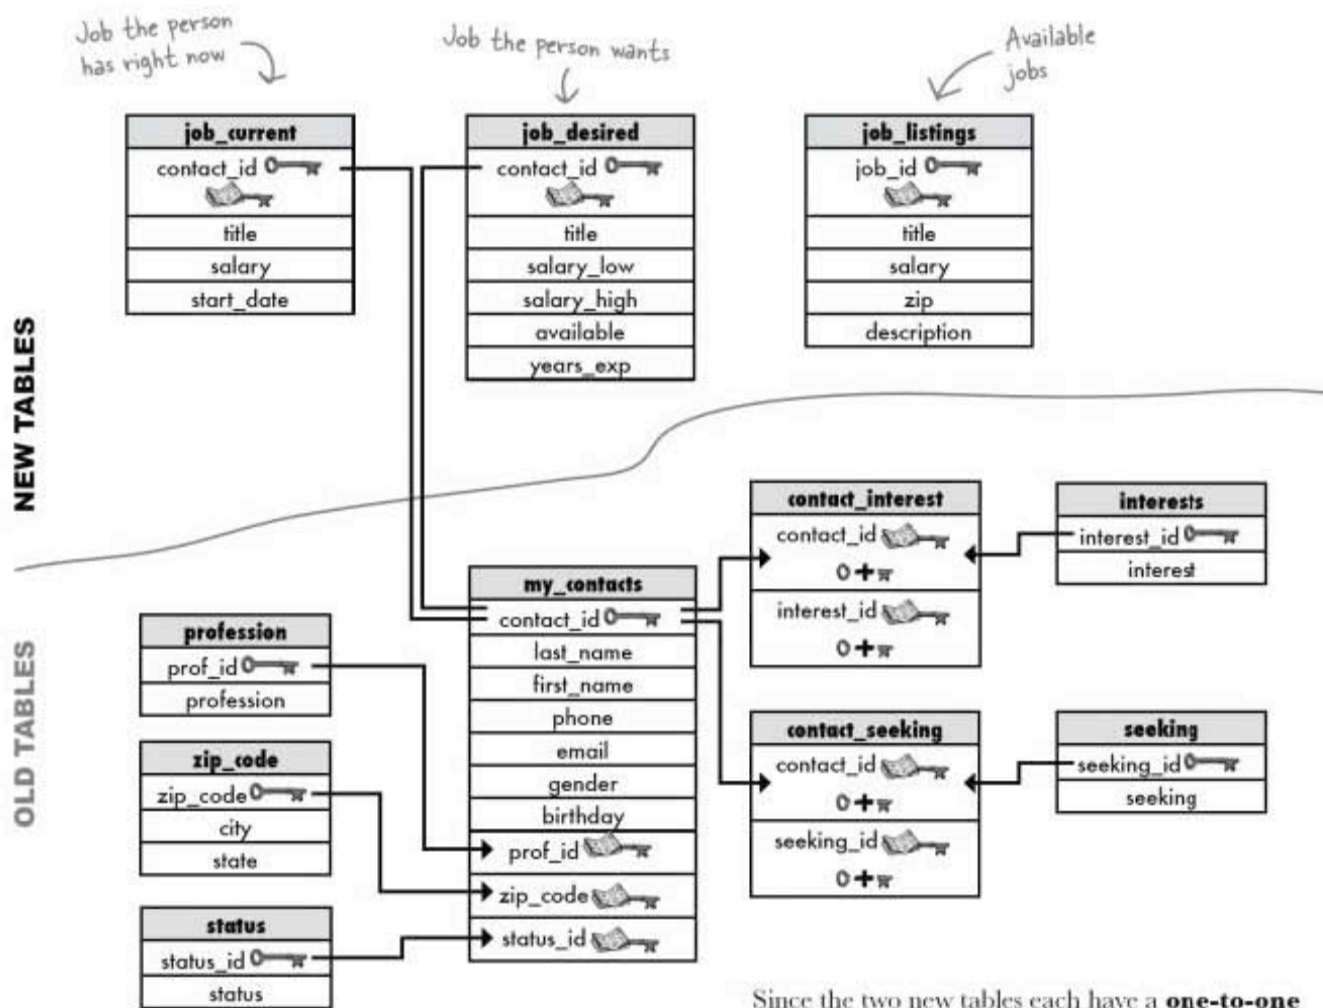 Job the person
has right now
Job the person wants
Available
jobs
job_current
contact_id
title
salary
start_date
job_desired
contact_id
title
salary_low
salary_high
available
years_exp
job_listings
job_id
title
salary
zip
description
NEW TABLES
OLD TABLES
profession
prof_id
profession
zip_code
zip_code
city
state
status
status_id
status
my_contacts
contact_id
last_name
first_name
phone
email
gender
birthday
prof_id
zip_code
status_id
contact_interest
contact_id
interest_id
interests
interest_id
interest
contact_seeking
contact_id
seeking_id
seeking
seeking_id
seeking
Since the two new tables each have a one-to-one